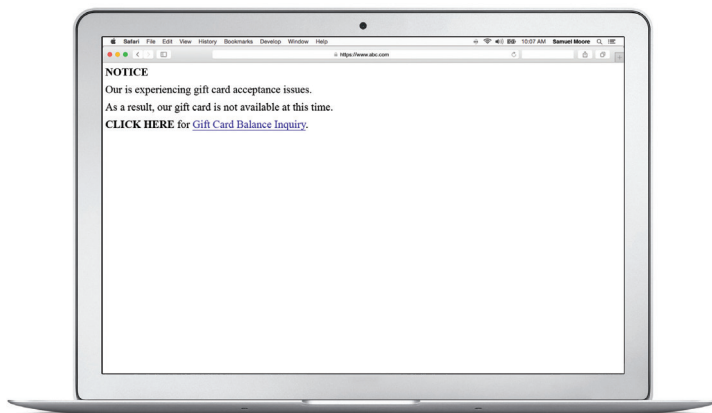 Safari File Edit View History Bookmarks Develop Window Help 10:07 AM Samuel Moore
https://www.abc.com
NOTICE
Our is experiencing gift card acceptance issues.
As a result, our gift card is not available at this time.
CLICK HERE for Gift Card Balance Inquiry.